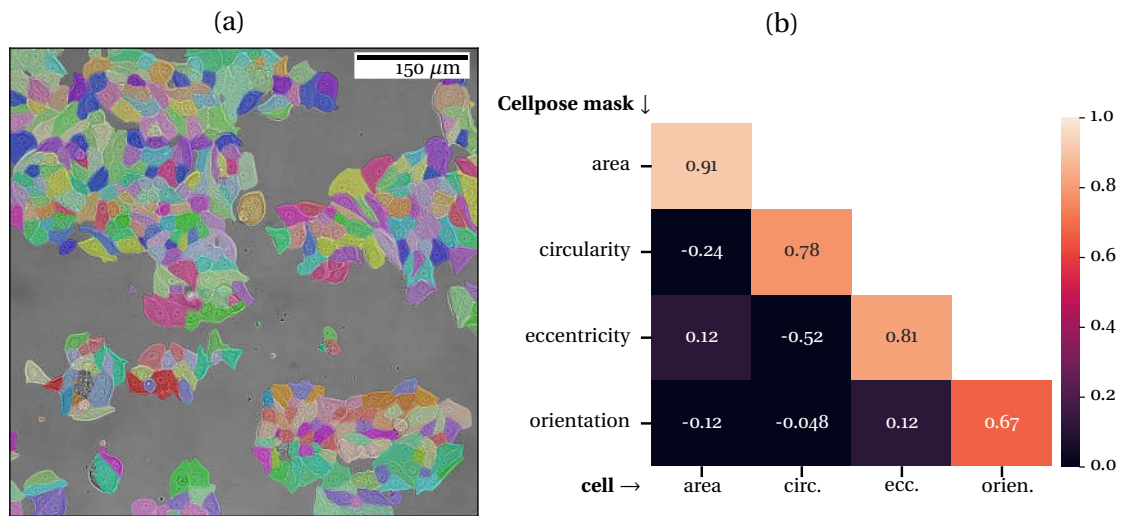 (a)
150 μm
(b)
Cellpose mask ↓
area
circularity
eccentricity
orientation
0.91
-0.24 0.78
0.12 -0.52 0.81
-0.12 -0.048 0.12 0.67
cell → area circ. ecc. orien.
1.0
0.8
0.6
0.4
0.2
0.0